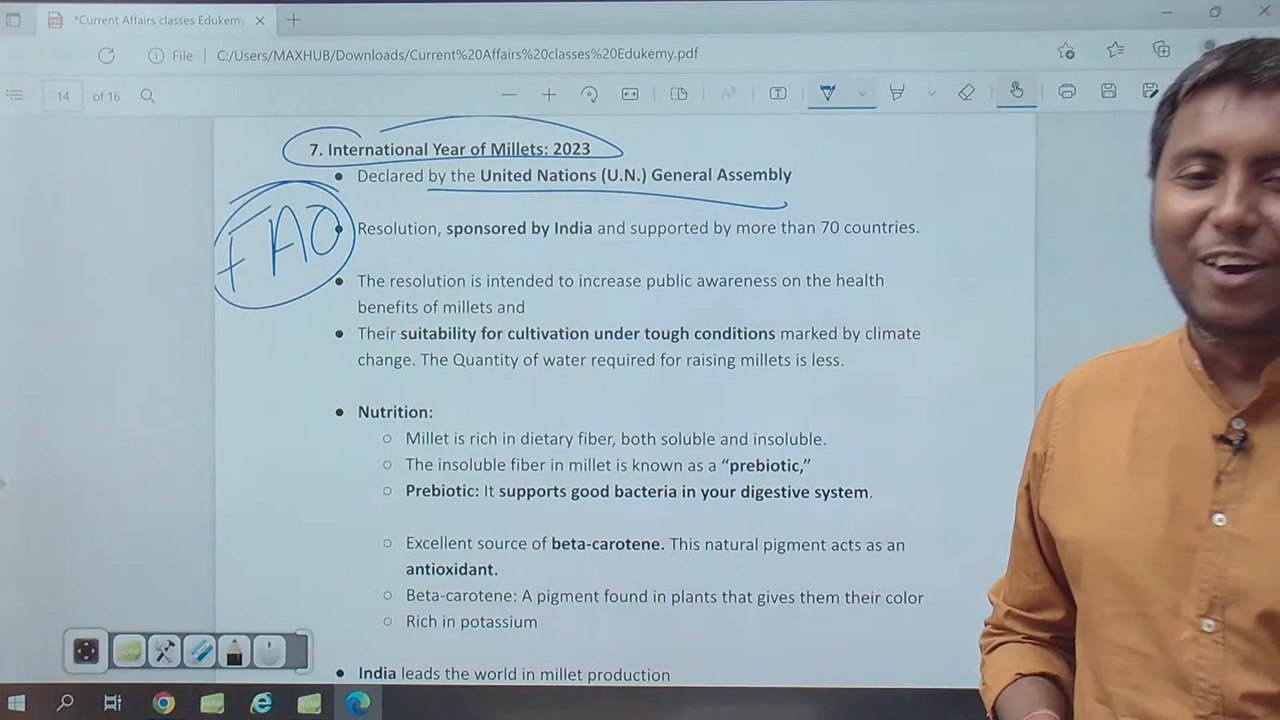 *Current Affairs classes Edukemy
File
C:/Users/MAXHUB/Downloads/Current%20Affairs%20classes%20Edukemy.pdf
14 of 16
7. International Year of Millets: 2023
Declared by the United Nations (U.N.) General Assembly
FAO
Resolution, sponsored by India and supported by more than 70 countries.
The resolution is intended to increase public awareness on the health
benefits of millets and
Their suitability for cultivation under tough conditions marked by climate
change. The Quantity of water required for raising millets is less.
Nutrition:
Millet is rich in dietary fiber, both soluble and insoluble.
The insoluble fiber in millet is known as a “prebiotic,”
Prebiotic: It supports good bacteria in your digestive system.
Excellent source of beta-carotene. This natural pigment acts as an
antioxidant.
Beta-carotene: A pigment found in plants that gives them their color
Rich in potassium
India leads the world in millet production